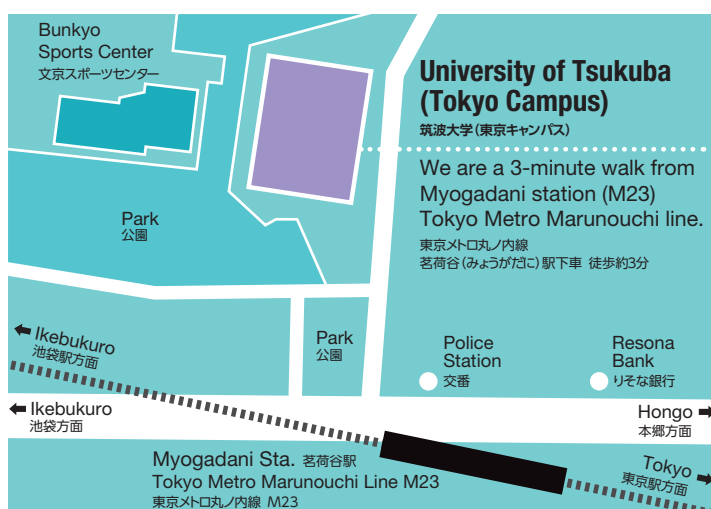 Bunkyo
Sports Center
文京スポーツセンター
University of Tsukuba
(Tokyo Campus)
筑波大学(東京キャンパス)
We are a 3-minute walk from
Myogadani station (M23)
Tokyo Metro Marunouchi line.
東京メトロ丸ノ内線
茗荷谷(みょうがだに)駅下車 徒歩約3分
Park
公園
Park
公園
Police
Station
交番
Resona
Bank
りそな銀行
Ikebukuro
池袋駅方面
Ikebukuro
池袋方面
Hongo
本郷方面
Myogadani Sta. 茗荷谷駅
Tokyo Metro Marunouchi Line M23
東京メトロ丸ノ内線 M23
Tokyo
東京駅方面